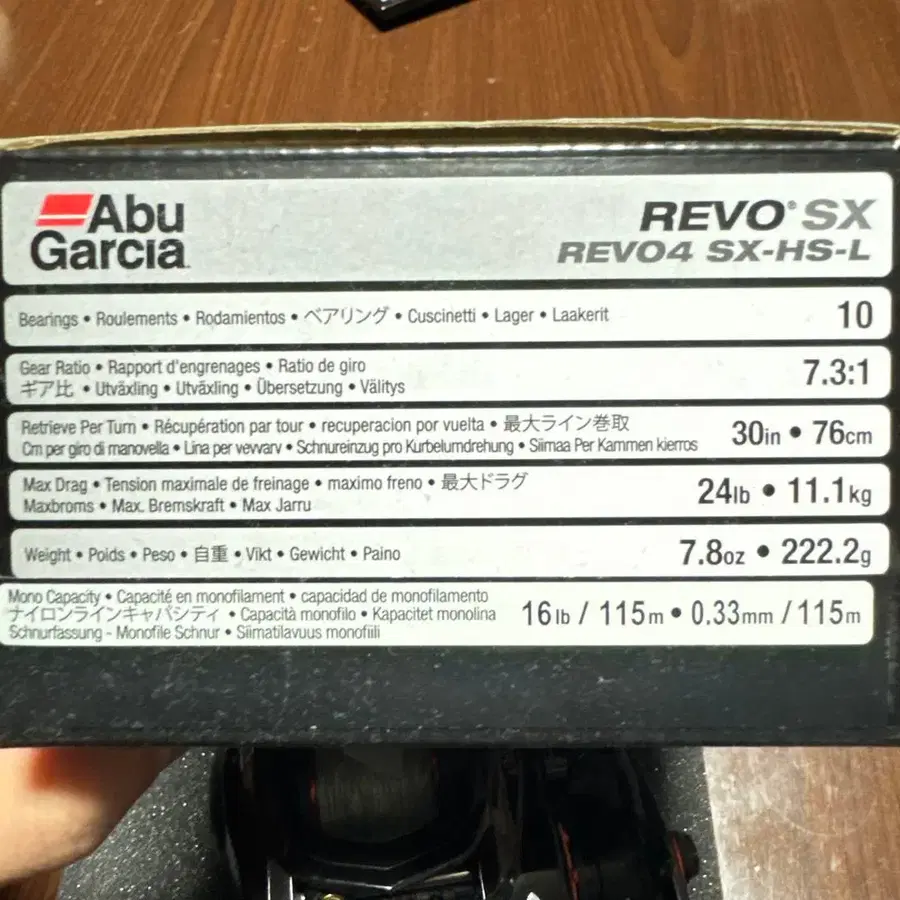 Abu
Garcia
REVO® SX
REVO4 SX-HS-L
Bearings • Roulements • Rodamientos • ベアリング • Cuscinetti • Lager • Laakerit 10
Gear Ratio • Rapport d'engrenages • Ratio de giro
ギア比 • Utväxling • Utväxling • Übersetzung • Välitys 7.3:1
Retrieve Per Turn • Récupération par tour • recuperacion por vuelta • 最大ライン巻取
Cm per giro di manovella • Lina per vevvarv • Schnureinzug pro Kurbelumdrehung • Siimaa Per Kammen kierros 30in • 76cm
Max Drag • Tension maximale de freinage • maximo freno • 最大ドラグ
Maxbroms • Max. Bremskraft • Max Jarru 24lb • 11.1kg
Weight • Poids • Peso • 自重 • Vikt • Gewicht • Paino 7.8oz • 222.2g
Mono Capacity • Capacité en monofilament • capacidad de monofilamento
ナイロンラインキャパシティ • Capacità monofilo • Kapacitet monolina
Schnurfassung - Monofile Schnur • Siimatilavuus monofiili 16lb / 115m • 0.33mm / 115m